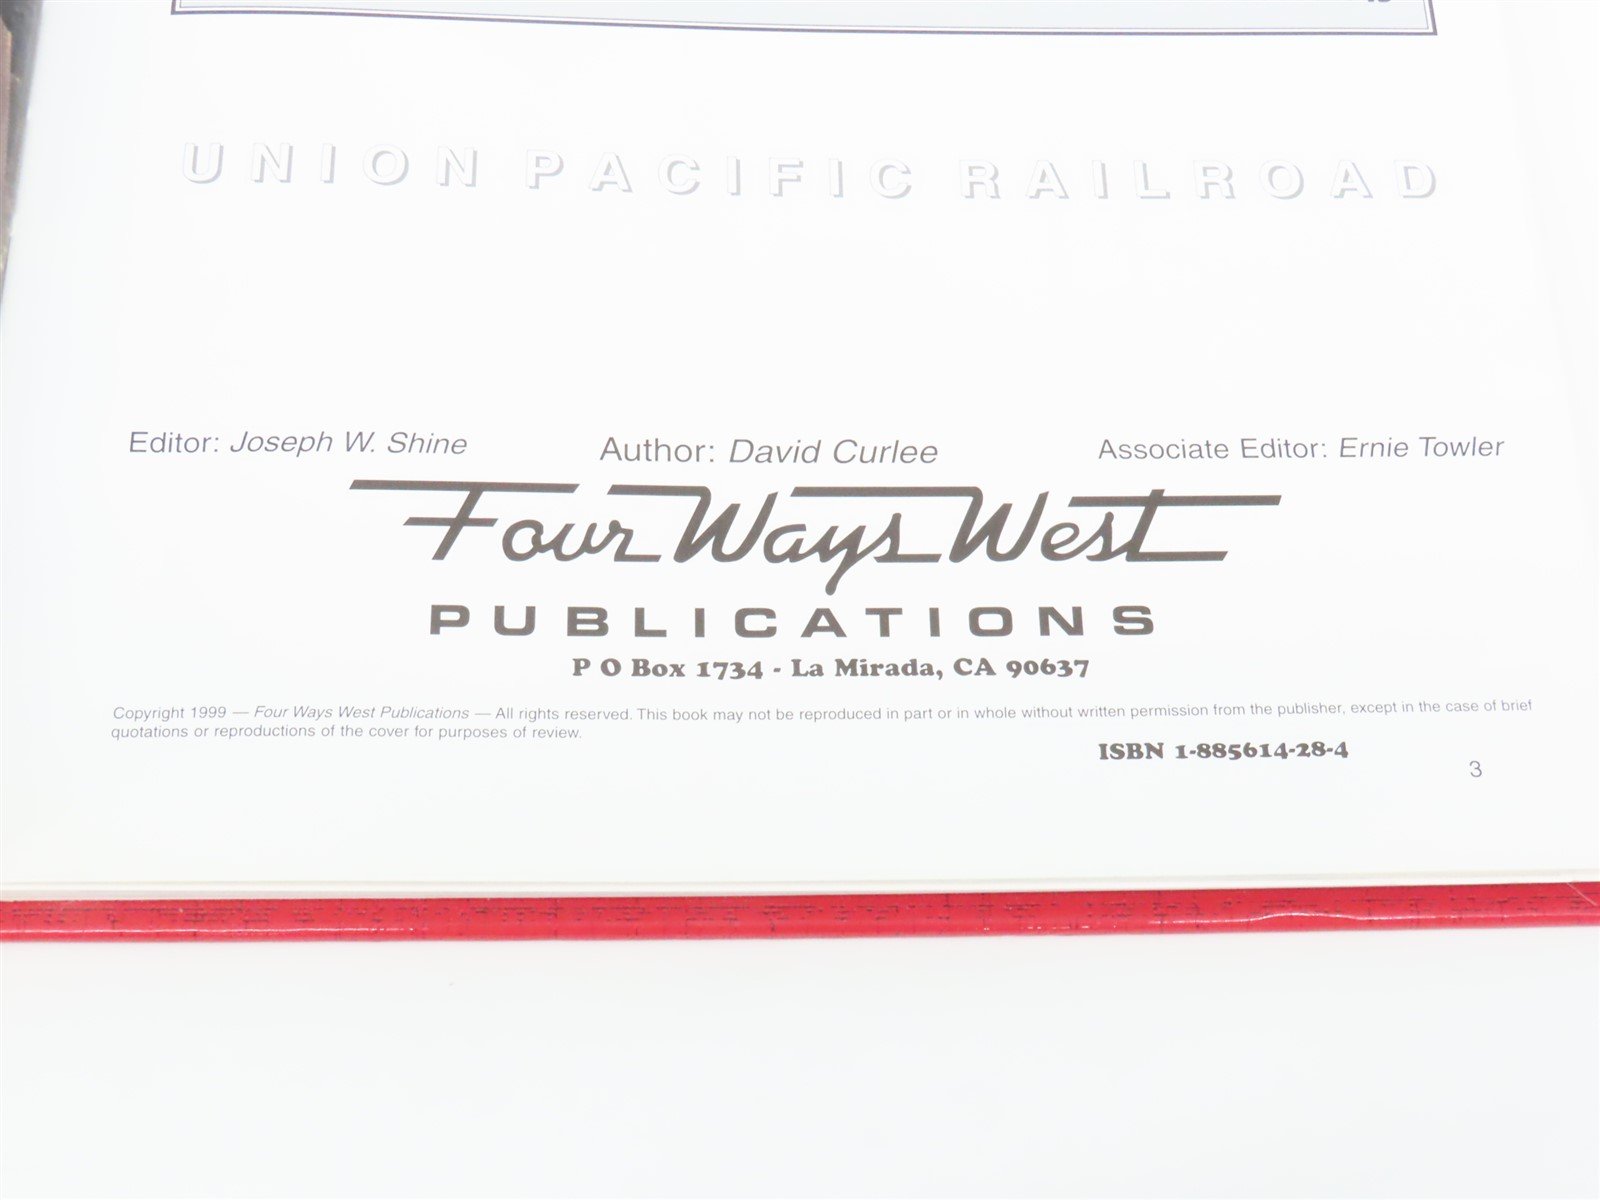 UNION PACIFIC RAILROAD
Editor: Joseph W. Shine Author: David Curlee Associate Editor: Ernie Towler
Four Ways West
PUBLICATIONS
P O Box 1734 - La Mirada, CA 90637
Copyright 1999 — Four Ways West Publications — All rights reserved. This book may not be reproduced in part or in whole without written permission from the publisher, except in the case of brief
quotations or reproductions of the cover for purposes of review.
ISBN 1-885614-28-4
3